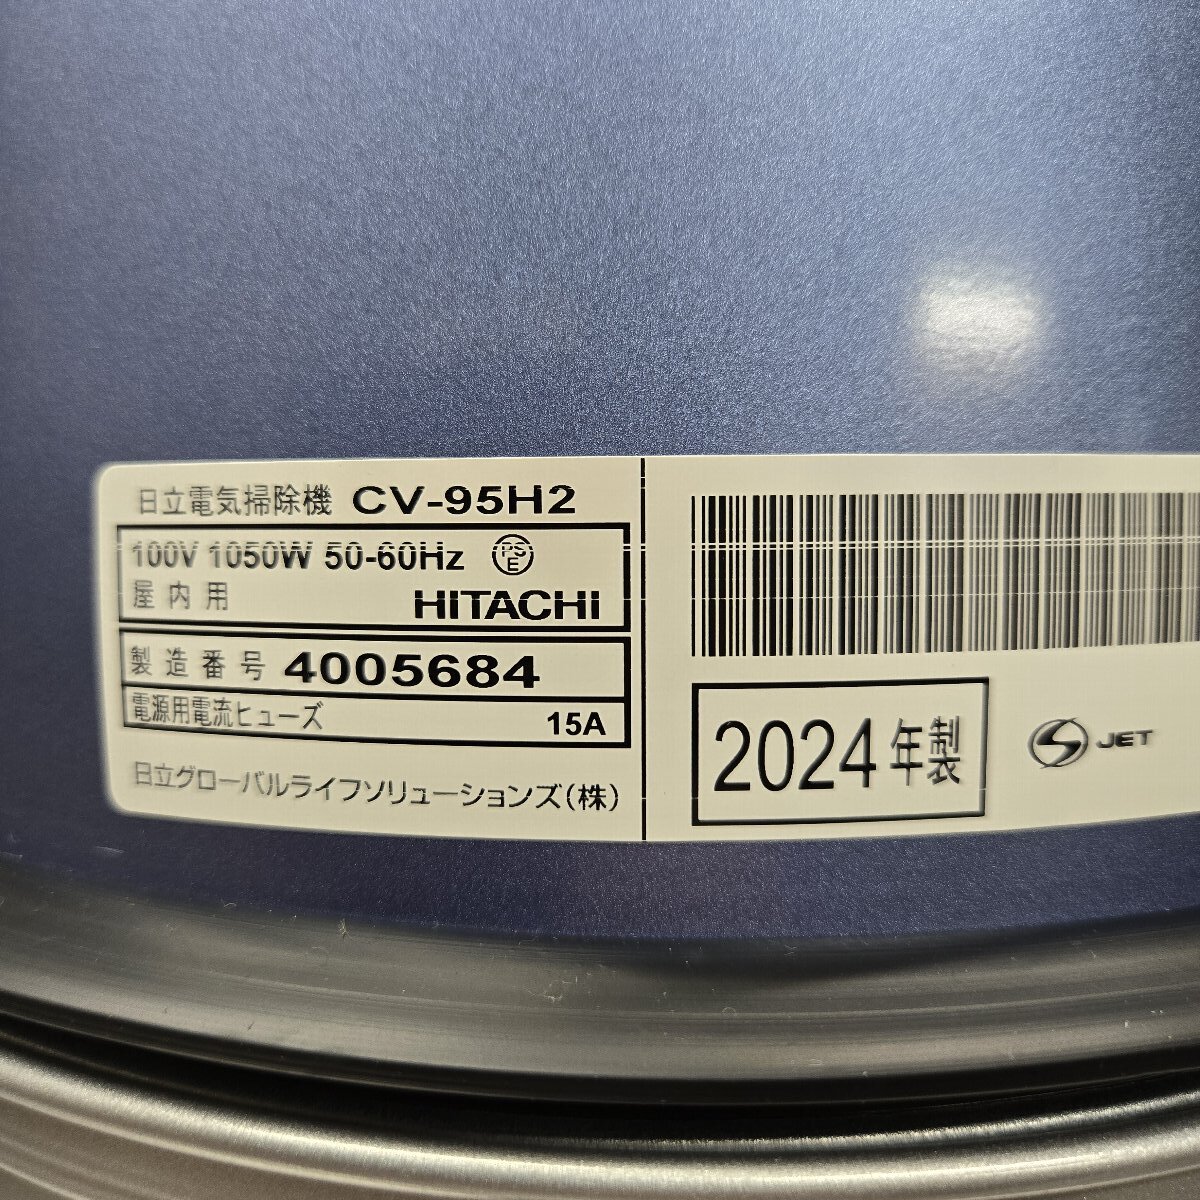 日立電気掃除機 CV-95H2
100V 1050W 50-60Hz PSE
屋内用 HITACHI
製造番号 4005684
電源用電流ヒューズ 15A
日立グローバルライフソリューションズ(株)
2024年製
JET